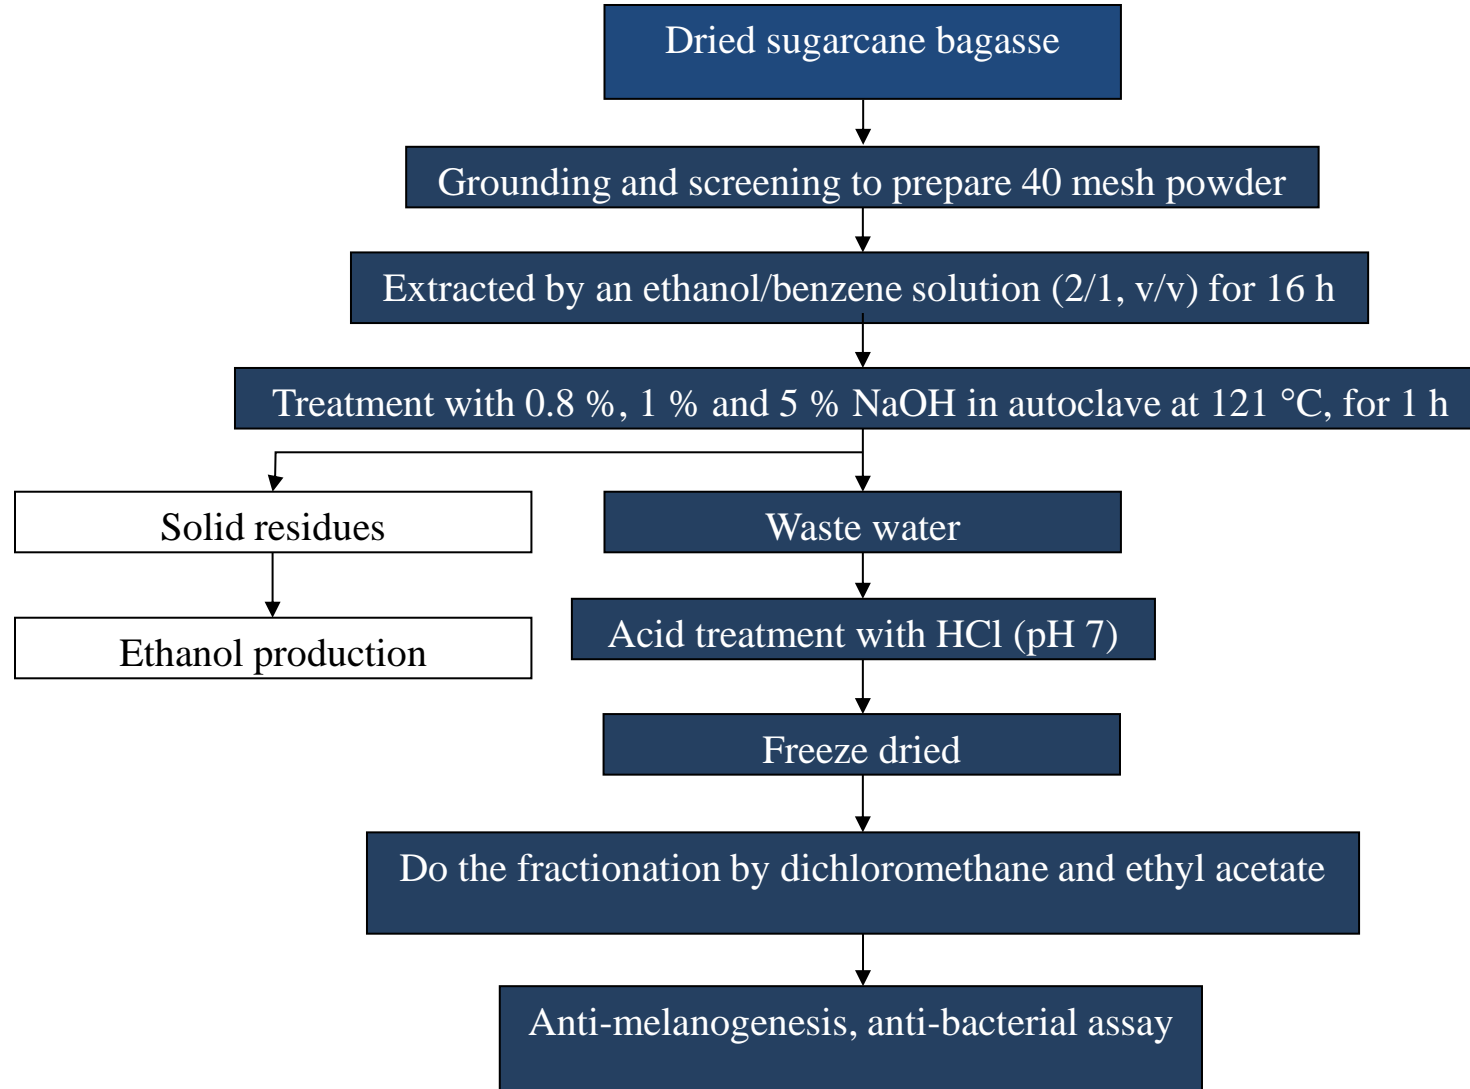 Dried sugarcane bagasse
Grounding and screening to prepare 40 mesh powder
Extracted by an ethanol/benzene solution (2/1, v/v) for 16 h
Treatment with 0.8 %, 1 % and 5 % NaOH in autoclave at 121 °C, for 1 h
Solid residues
Waste water
Acid treatment with HCl (pH 7)
Ethanol production
Freeze dried
Do the fractionation by dichloromethane and ethyl acetate
Anti-melanogenesis, anti-bacterial assay